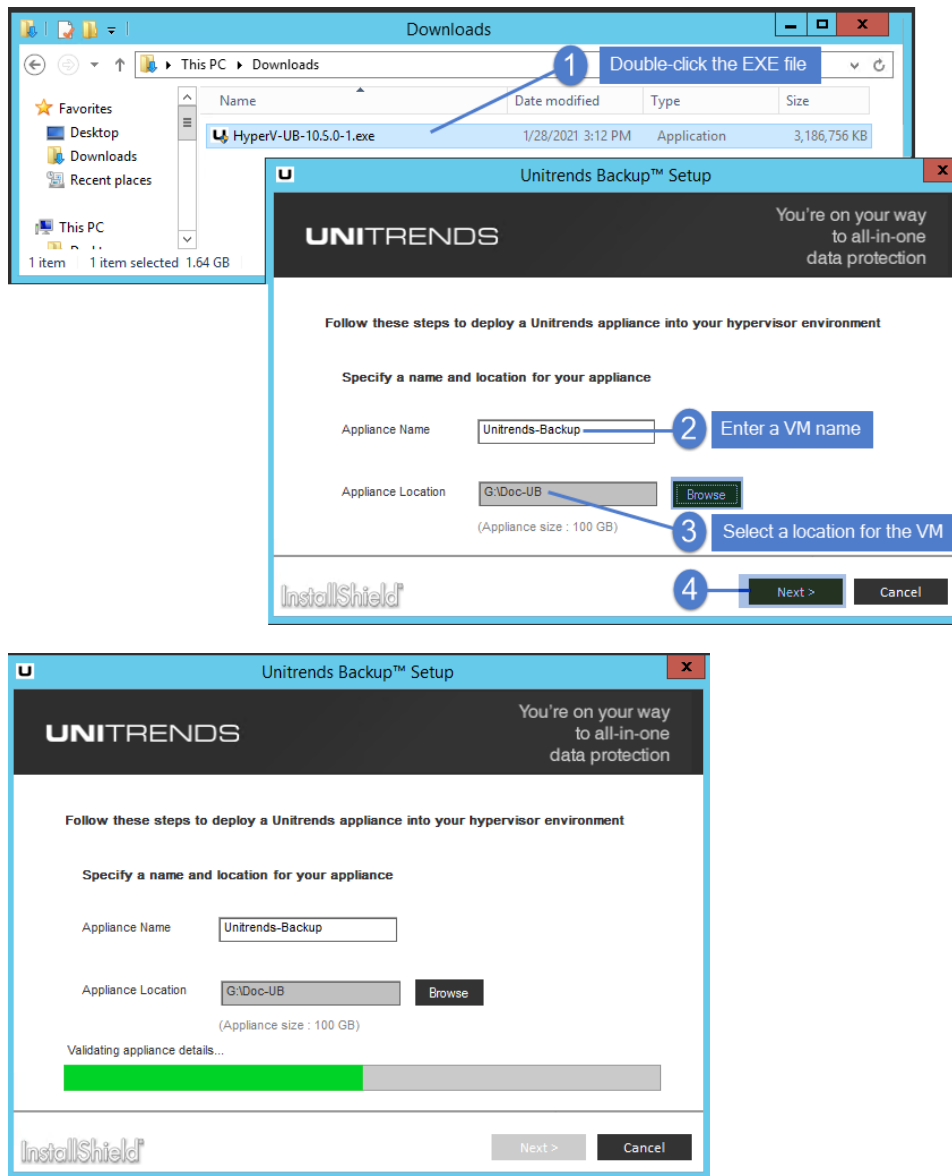 Downloads
This PC Downloads
1 Double-click the EXE file
Favorites
Desktop
Downloads
Recent places
This PC
Name Date modified Type Size
HyperV-UB-10.5.0-1.exe 1/28/2021 3:12 PM Application 3,186,756 KB
1 item 1 item selected 1.64 GB
U Unitrends Backup™ Setup X
UNITRENDS
You're on your way
to all-in-one
data protection
Follow these steps to deploy a Unitrends appliance into your hypervisor environment
Specify a name and location for your appliance
Appliance Name Unitrends-Backup 2 Enter a VM name
Appliance Location G:\Doc-UB Browse
(Appliance size : 100 GB) 3 Select a location for the VM
InstallShield 4 Next > Cancel
U Unitrends Backup™ Setup X
UNITRENDS
You're on your way
to all-in-one
data protection
Follow these steps to deploy a Unitrends appliance into your hypervisor environment
Specify a name and location for your appliance
Appliance Name Unitrends-Backup
Appliance Location G:\Doc-UB Browse
(Appliance size : 100 GB)
Validating appliance details...
InstallShield Next > Cancel